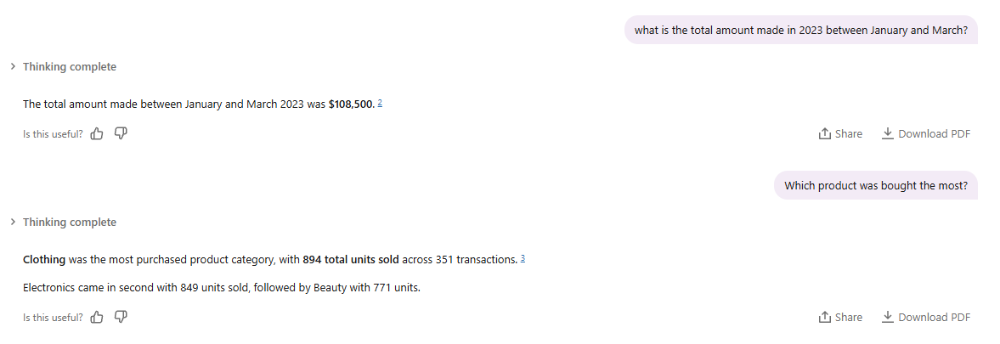 what is the total amount made in 2023 between January and March?
Thinking complete
The total amount made between January and March 2023 was $108,500. 2
Is this useful?
Share
Download PDF
Which product was bought the most?
Thinking complete
Clothing was the most purchased product category, with 894 total units sold across 351 transactions. 3
Electronics came in second with 849 units sold, followed by Beauty with 771 units.
Is this useful?
Share
Download PDF